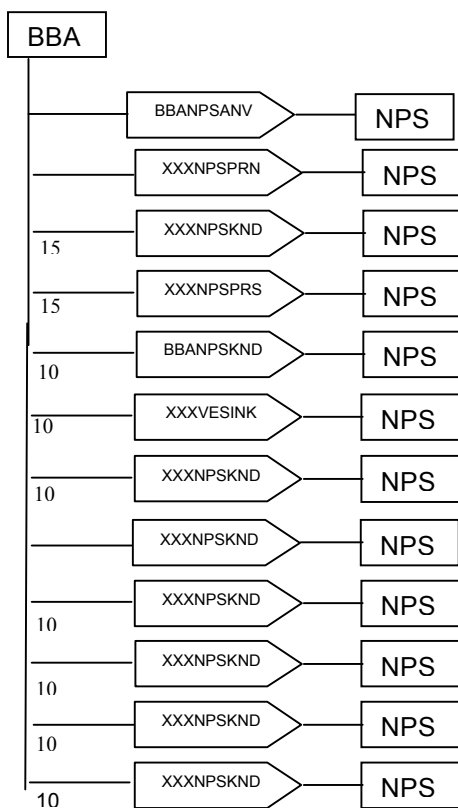 BBA
BBANPSANV NPS
XXXNPSPRN NPS
15 XXXNPSKND NPS
15 XXXNPSPRS NPS
10 BBANPSKND NPS
10 XXXVESINK NPS
10 XXXNPSKND NPS
XXXNPSKND NPS
10 XXXNPSKND NPS
10 XXXNPSKND NPS
10 XXXNPSKND NPS
10 XXXNPSKND NPS